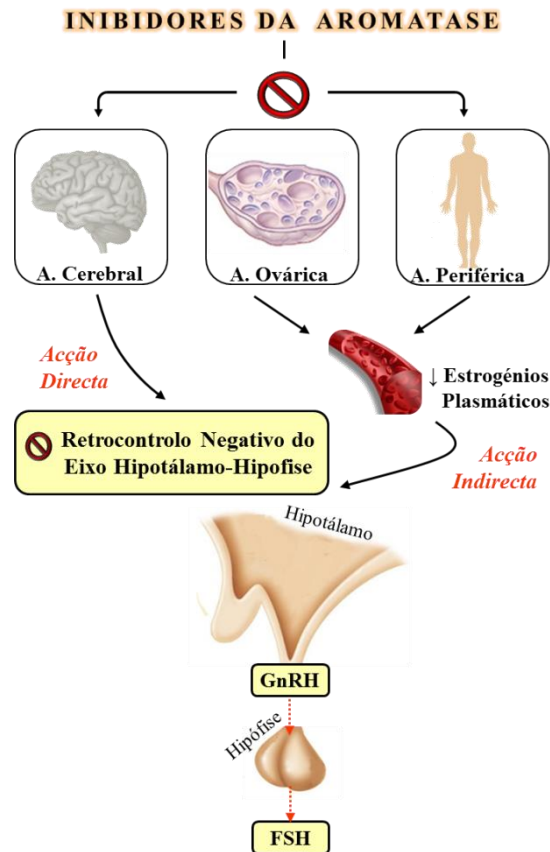 INIBIDORES DA AROMATASE
A. Cerebral
A. Ovárica
A. Periférica
Acção
Directa
↓ Estrogénios
Plasmáticos
Retrocontrolo Negativo do
Eixo Hipotálamo-Hipofise
Acção
Indirecta
Hipotálamo
GnRH
Hipófise
FSH